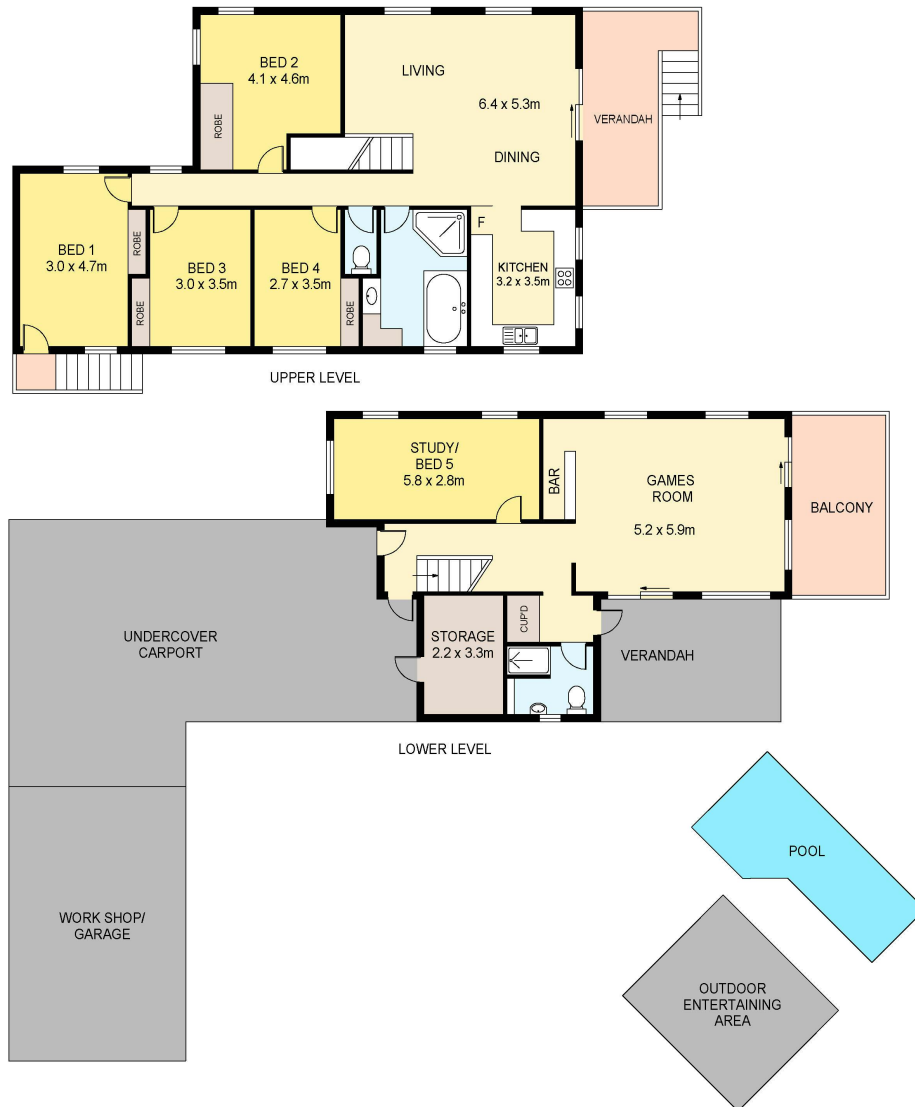 BED 2
4.1 x 4.6m
ROBE
LIVING
6.4 x 5.3m
DINING
VERANDAH
BED 1
3.0 x 4.7m
ROBE
BED 3
3.0 x 3.5m
ROBE
BED 4
2.7 x 3.5m
ROBE
F
KITCHEN
3.2 x 3.5m
UPPER LEVEL
STUDY/
BED 5
5.8 x 2.8m
BAR
GAMES
ROOM
5.2 x 5.9m
BALCONY
UNDERCOVER
CARPORT
STORAGE
2.2 x 3.3m
CUP'D
VERANDAH
LOWER LEVEL
POOL
WORK SHOP/
GARAGE
OUTDOOR
ENTERTAINING
AREA